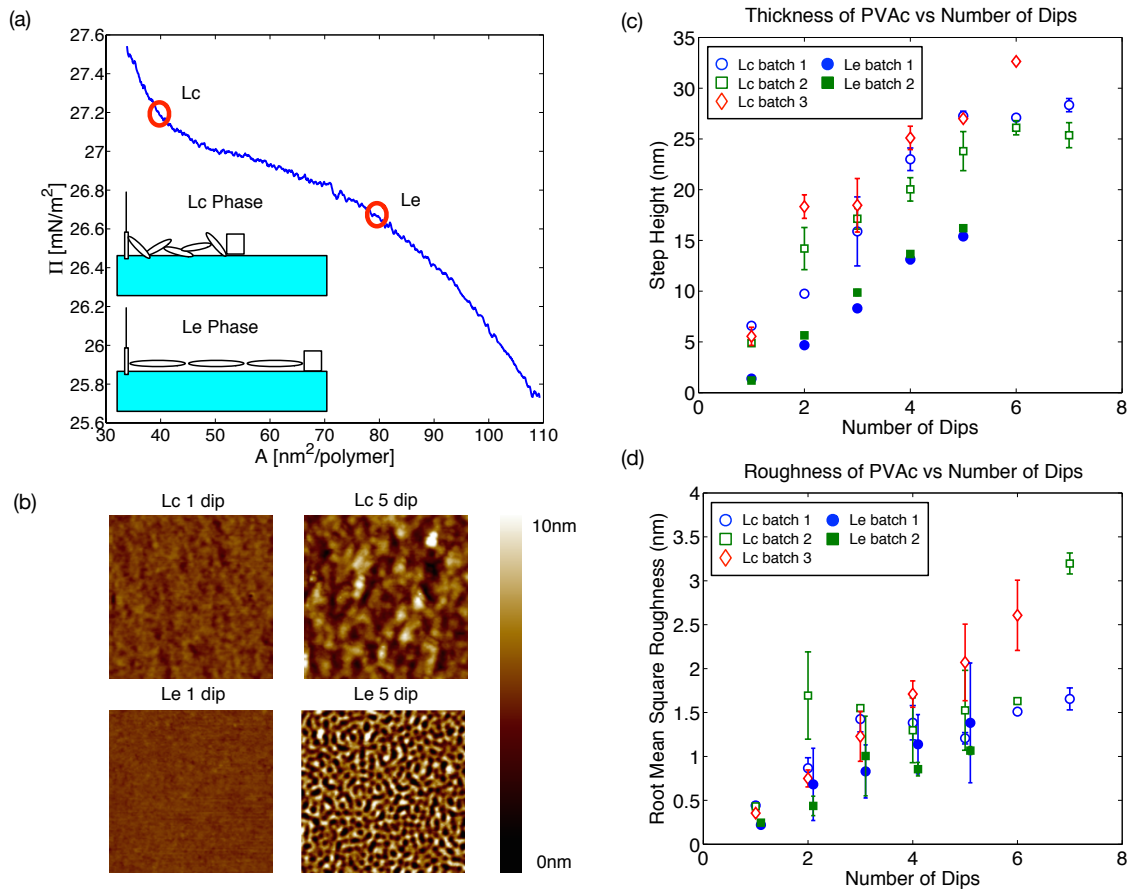 (a)
27.6
27.4
27.2
27
26.8
26.6
26.4
26.2
26
25.8
25.6
Π [mN/m²]
Lc
Le
Lc Phase
Le Phase
30 40 50 60 70 80 90 100 110
A [nm²/polymer]
(b)
Lc 1 dip
Lc 5 dip
10nm
Le 1 dip
Le 5 dip
0nm
(c)
Thickness of PVAc vs Number of Dips
35
30
25
20
15
10
5
0
Step Height (nm)
Lc batch 1
Lc batch 2
Lc batch 3
Le batch 1
Le batch 2
0 2 4 6 8
Number of Dips
(d)
Roughness of PVAc vs Number of Dips
4
3.5
3
2.5
2
1.5
1
0.5
0
Root Mean Square Roughness (nm)
Lc batch 1
Lc batch 2
Lc batch 3
Le batch 1
Le batch 2
0 2 4 6 8
Number of Dips